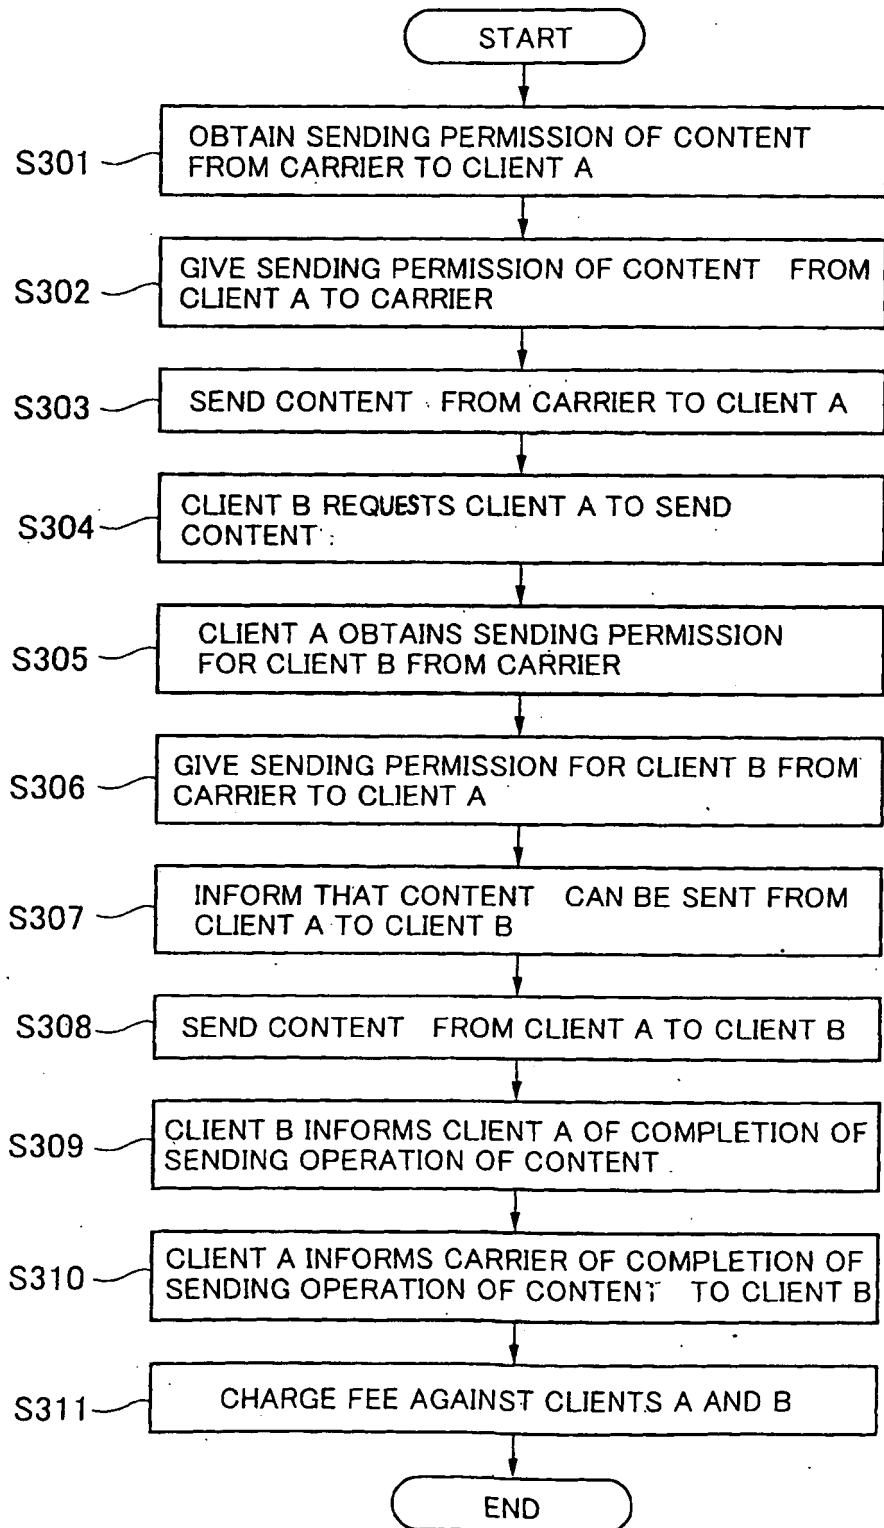 START
S301
OBTAIN SENDING PERMISSION OF CONTENT
FROM CARRIER TO CLIENT A
S302
GIVE SENDING PERMISSION OF CONTENT FROM
CLIENT A TO CARRIER
S303
SEND CONTENT FROM CARRIER TO CLIENT A
S304
CLIENT B REQUESTS CLIENT A TO SEND
CONTENT
S305
CLIENT A OBTAINS SENDING PERMISSION
FOR CLIENT B FROM CARRIER
S306
GIVE SENDING PERMISSION FOR CLIENT B FROM
CARRIER TO CLIENT A
S307
INFORM THAT CONTENT CAN BE SENT FROM
CLIENT A TO CLIENT B
S308
SEND CONTENT FROM CLIENT A TO CLIENT B
S309
CLIENT B INFORMS CLIENT A OF COMPLETION OF
SENDING OPERATION OF CONTENT
S310
CLIENT A INFORMS CARRIER OF COMPLETION OF
SENDING OPERATION OF CONTENT TO CLIENT B
S311
CHARGE FEE AGAINST CLIENTS A AND B
END